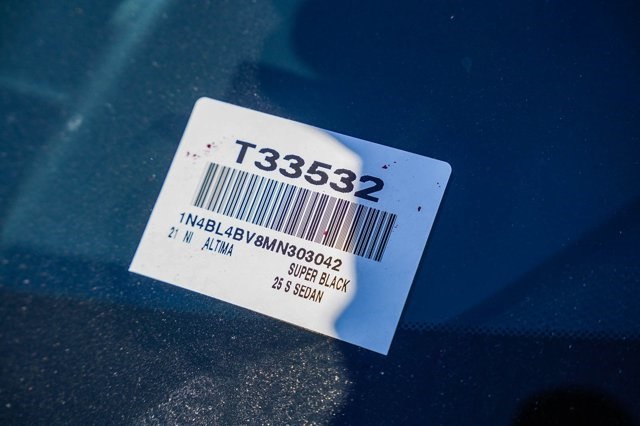 T33532
1N4BL4BV8MN303042
21 NI ALTIMA
SUPER BLACK
25 S SEDAN